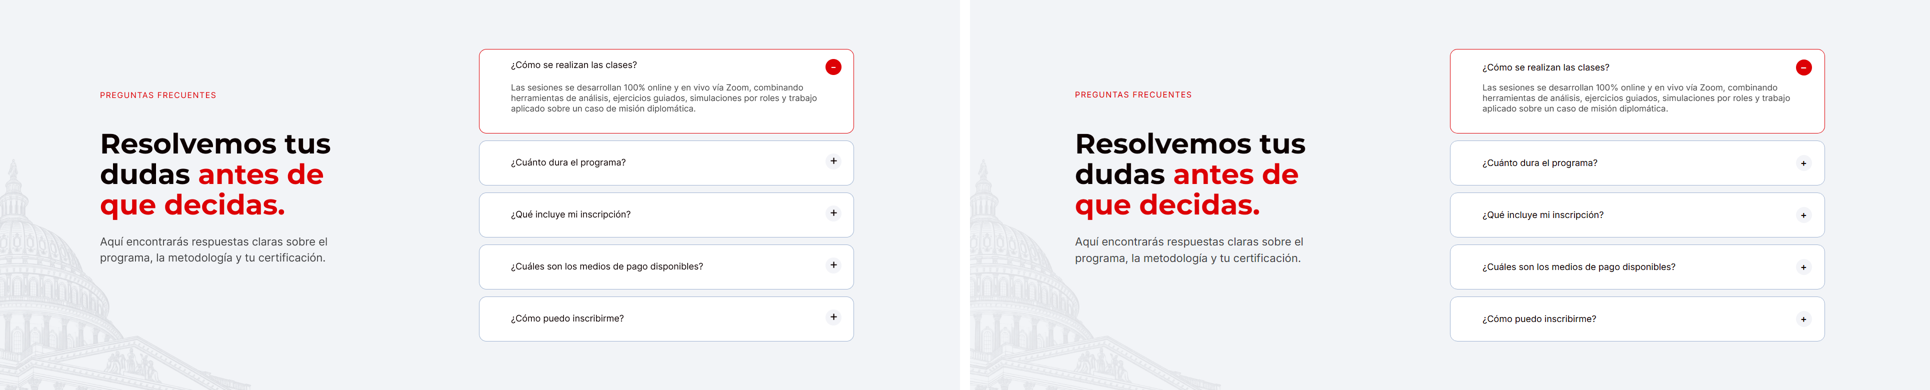 PREGUNTAS FRECUENTES
Resolvemos tus
dudas antes de
que decidas.
Aquí encontrarás respuestas claras sobre el
programa, la metodología y tu certificación.
¿Cómo se realizan las clases?
Las sesiones se desarrollan 100% online y en vivo vía Zoom, combinando
herramientas de análisis, ejercicios guiados, simulaciones por roles y trabajo
aplicado sobre un caso de misión diplomática.
¿Cuánto dura el programa?
¿Qué incluye mi inscripción?
¿Cuáles son los medios de pago disponibles?
¿Cómo puedo inscribirme?
PREGUNTAS FRECUENTES
Resolvemos tus
dudas antes de
que decidas.
Aquí encontrarás respuestas claras sobre el
programa, la metodología y tu certificación.
¿Cómo se realizan las clases?
Las sesiones se desarrollan 100% online y en vivo vía Zoom, combinando
herramientas de análisis, ejercicios guiados, simulaciones por roles y trabajo
aplicado sobre un caso de misión diplomática.
¿Cuánto dura el programa?
¿Qué incluye mi inscripción?
¿Cuáles son los medios de pago disponibles?
¿Cómo puedo inscribirme?